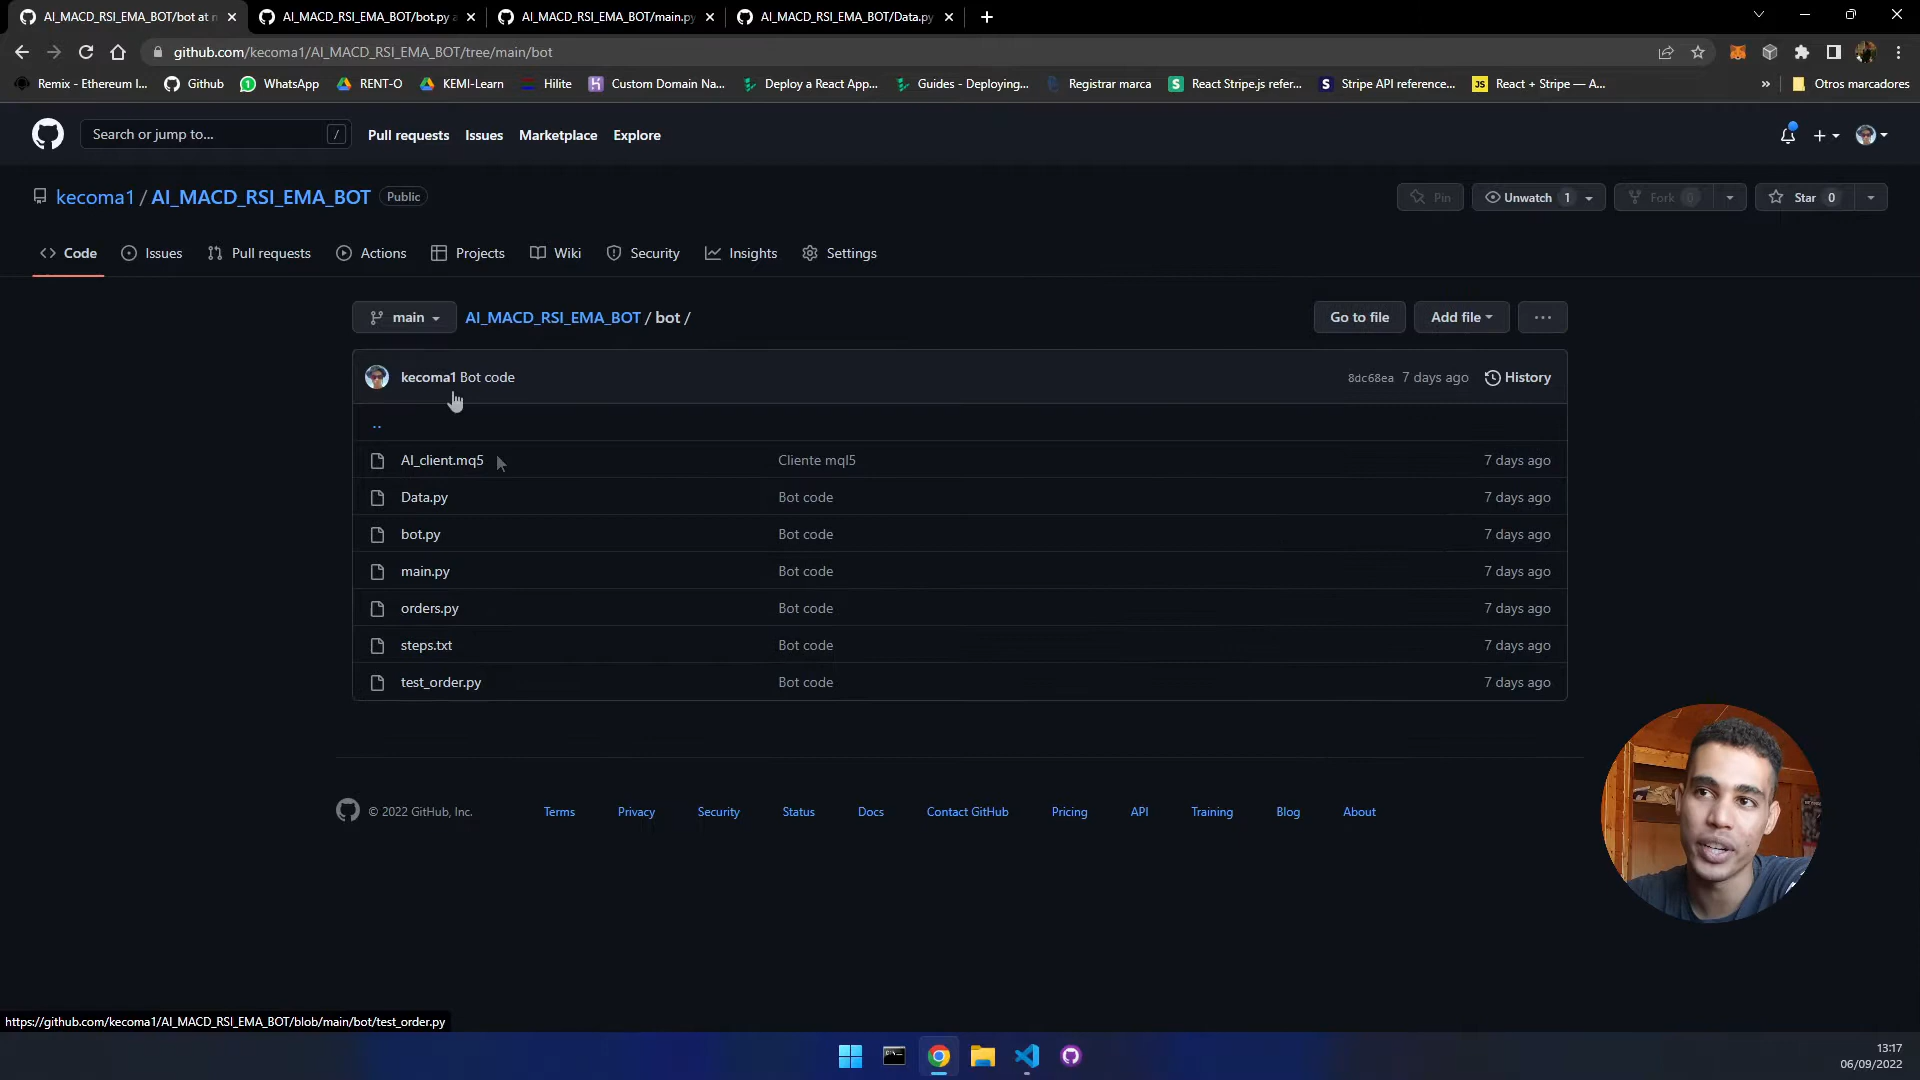 AI_MACD_RSI_EMA_BOT/bot at
AI_MACD_RSI_EMA_BOT/bot.py
AI_MACD_RSI_EMA_BOT/main.py
AI_MACD_RSI_EMA_BOT/Data.py
github.com/kecoma1/AI_MACD_RSI_EMA_BOT/tree/main/bot
Remix - Ethereum I...
Github
WhatsApp
RENT-O
KEMI-Learn
Hilite
Custom Domain Na...
Deploy a React App...
Guides - Deploying...
Registrar marca
React Stripe.js refer...
Stripe API reference...
JS
React + Stripe — A...
»
Otros marcadores
Search or jump to...
/
Pull requests
Issues
Marketplace
Explore
kecoma1 / AI_MACD_RSI_EMA_BOT
Public
Pin
Unwatch 1
Fork 0
Star 0
Code
Issues
Pull requests
Actions
Projects
Wiki
Security
Insights
Settings
main
AI_MACD_RSI_EMA_BOT / bot /
Go to file
Add file
...
kecoma1 Bot code
8dc68ea 7 days ago
History
..
AI_client.mq5 Cliente mql5 7 days ago
Data.py Bot code 7 days ago
bot.py Bot code 7 days ago
main.py Bot code 7 days ago
orders.py Bot code 7 days ago
steps.txt Bot code 7 days ago
test_order.py Bot code 7 days ago
© 2022 GitHub, Inc.
Terms
Privacy
Security
Status
Docs
Contact GitHub
Pricing
API
Training
Blog
About
https://github.com/kecoma1/AI_MACD_RSI_EMA_BOT/blob/main/bot/test_order.py
13:17
06/09/2022